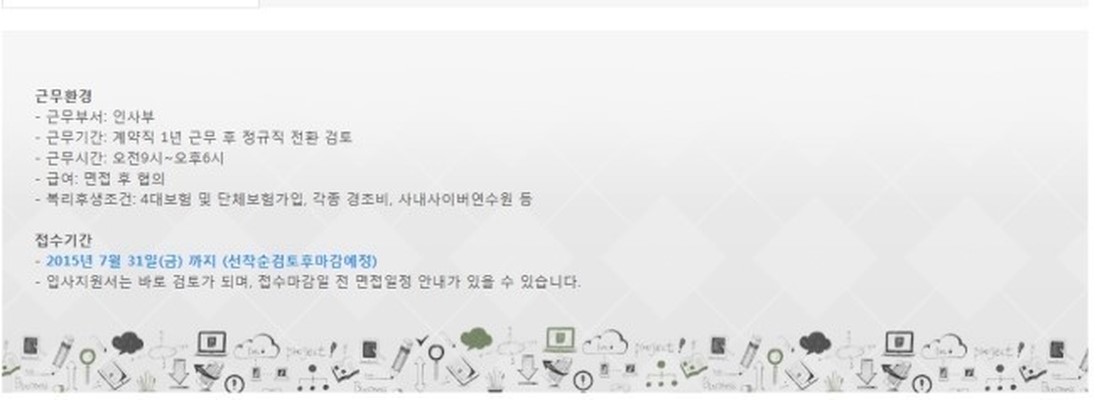 근무환경
- 근무부서: 인사부
- 근무기간: 계약직 1년 근무 후 정규직 전환 검토
- 근무시간: 오전9시~오후6시
- 급여: 면접 후 협의
- 복리후생조건: 4대보험 및 단체보험가입, 각종 경조비, 사내사이버연수원 등
접수기간
- 2015년 7월 31일(금) 까지 (선착순검토후마감예정)
- 입사지원서는 바로 검토가 되며, 접수마감일 전 면접일정 안내가 있을 수 있습니다.
project! project! project!